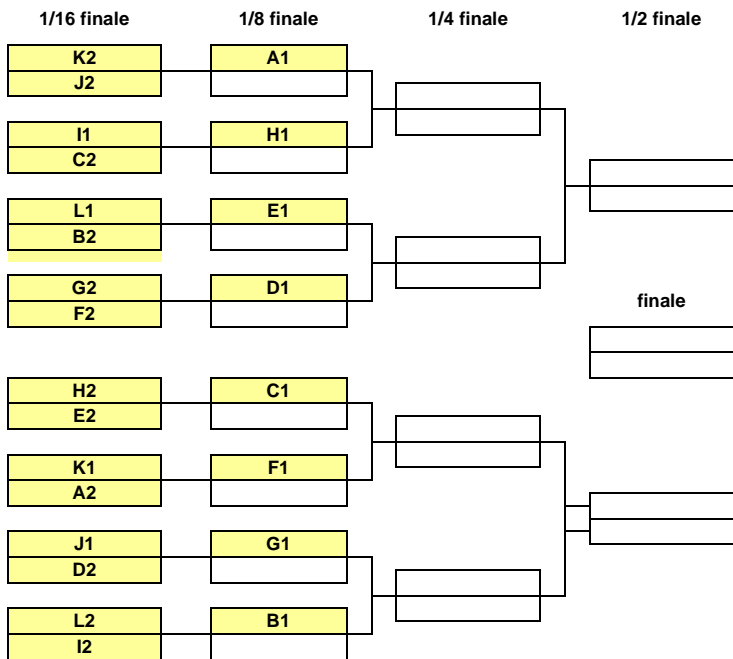 1/16 finale 1/8 finale 1/4 finale 1/2 finale
K2 A1
J2
I1 H1
C2
L1 E1
B2
G2 D1
F2
finale
H2 C1
E2
K1 F1
A2
J1 G1
D2
L2 B1
I2